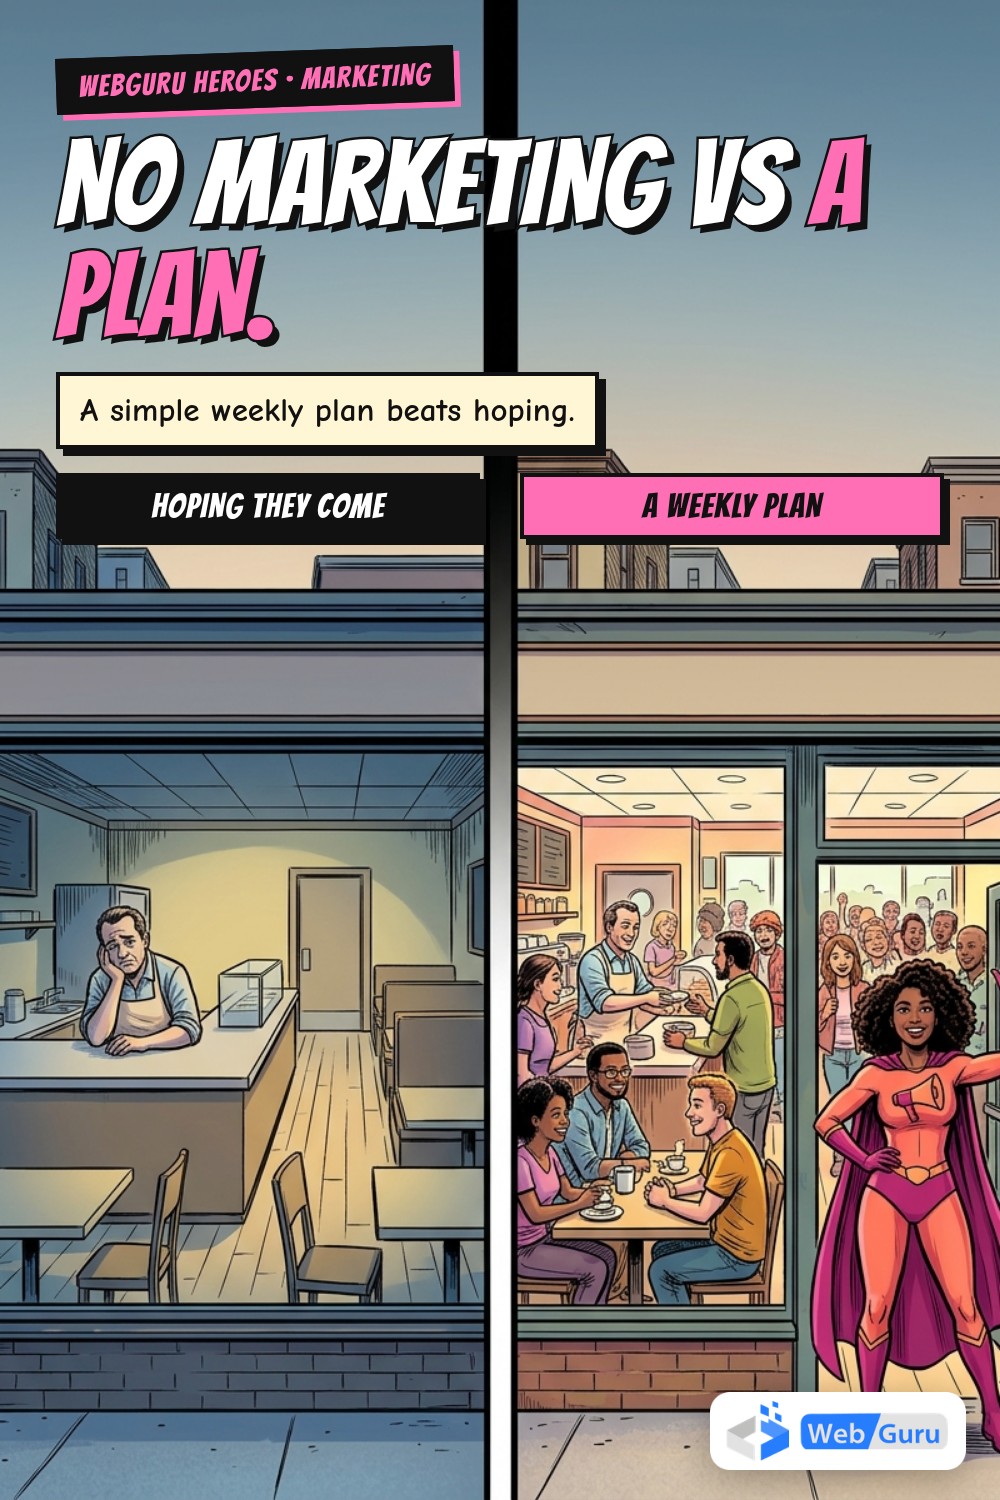 WEBGURU HEROES · MARKETING
NO MARKETING VS A
PLAN.
A simple weekly plan beats hoping.
HOPING THEY COME
A WEEKLY PLAN
Web Guru